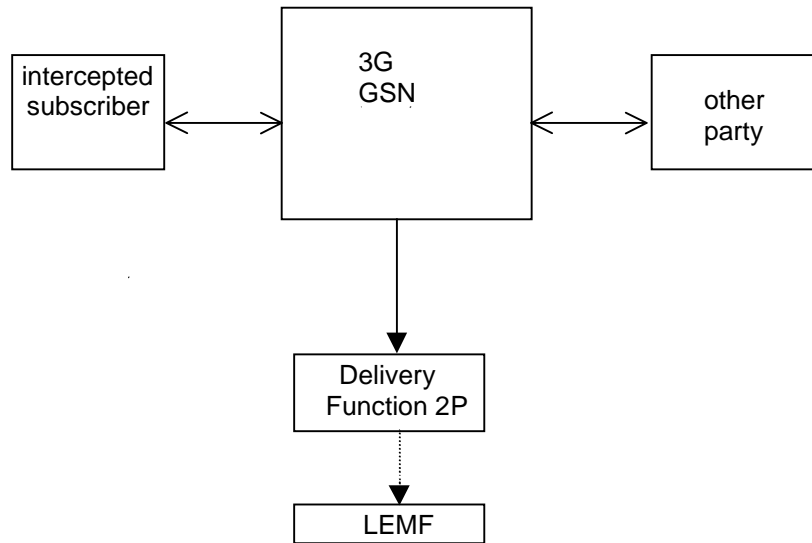 intercepted
subscriber
3G
GSN
other
party
Delivery
Function 2P
LEMF